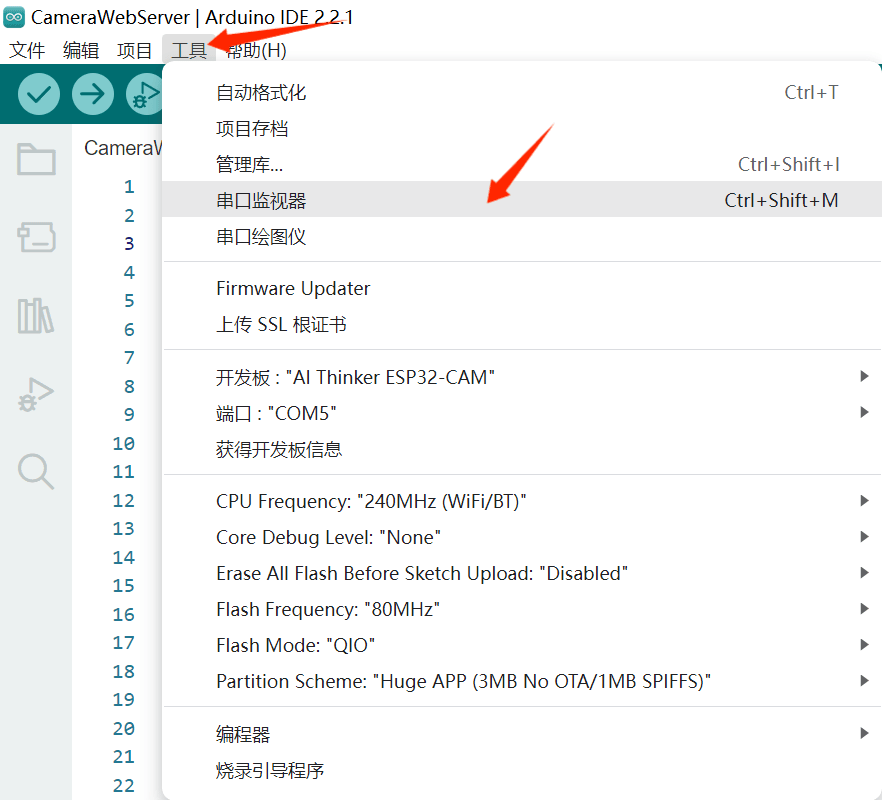 CameraWebServer | Arduino IDE 2.2.1
文件 编辑 项目 工具 帮助(H)
自动格式化 Ctrl+T
项目存档
CameraW
管理库... Ctrl+Shift+I
1
串口监视器 Ctrl+Shift+M
2
串口绘图仪
3
4
Firmware Updater
5
上传 SSL 根证书
6
7
开发板 : "AI Thinker ESP32-CAM"
8
端口 : "COM5"
9
获得开发板信息
10
11
CPU Frequency: "240MHz (WiFi/BT)"
12
Core Debug Level: "None"
13
14
Erase All Flash Before Sketch Upload: "Disabled"
15
Flash Frequency: "80MHz"
16
Flash Mode: "QIO"
17
18
Partition Scheme: "Huge APP (3MB No OTA/1MB SPIFFS)"
19
20
编程器
21
烧录引导程序
22